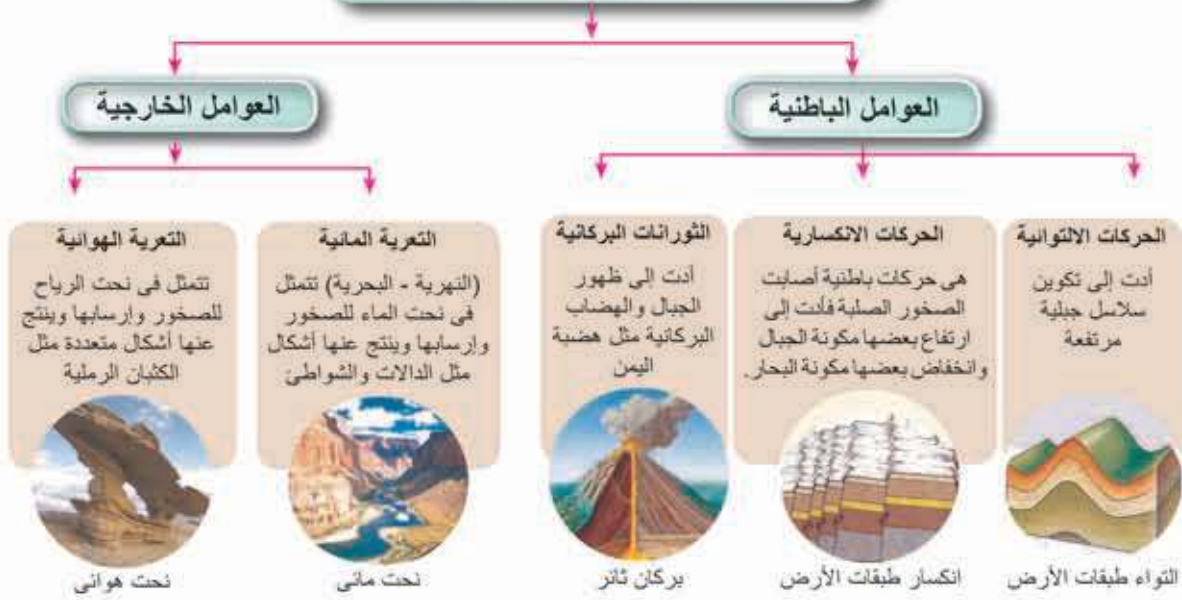 العوامل الباطنية
العوامل الخارجية
الحركات الالتوائية
أدت إلى تكوين
سلاسل جبلية
مرتفعة
التواء طبقات الأرض
الحركات الانكسارية
هى حركات باطنية أصابت
الصخور الصلبة فأدت إلى
ارتفاع بعضها مكونة الجبال
وانخفاض بعضها مكونة البحار.
انكسار طبقات الأرض
الثورانات البركانية
أدت إلى ظهور
الجبال والهضاب
البركانية مثل هضبة
اليمن
بركان ثائر
التعرية المائية
(النهرية - البحرية) تتمثل
فى نحت الماء للصخور
وإرسابها وينتج عنها أشكال
مثل الدالات والشواطئ
نحت مائى
التعرية الهوائية
تتمثل فى نحت الرياح
للصخور وإرسابها وينتج
عنها أشكال متعددة مثل
الكثبان الرملية
نحت هوائى